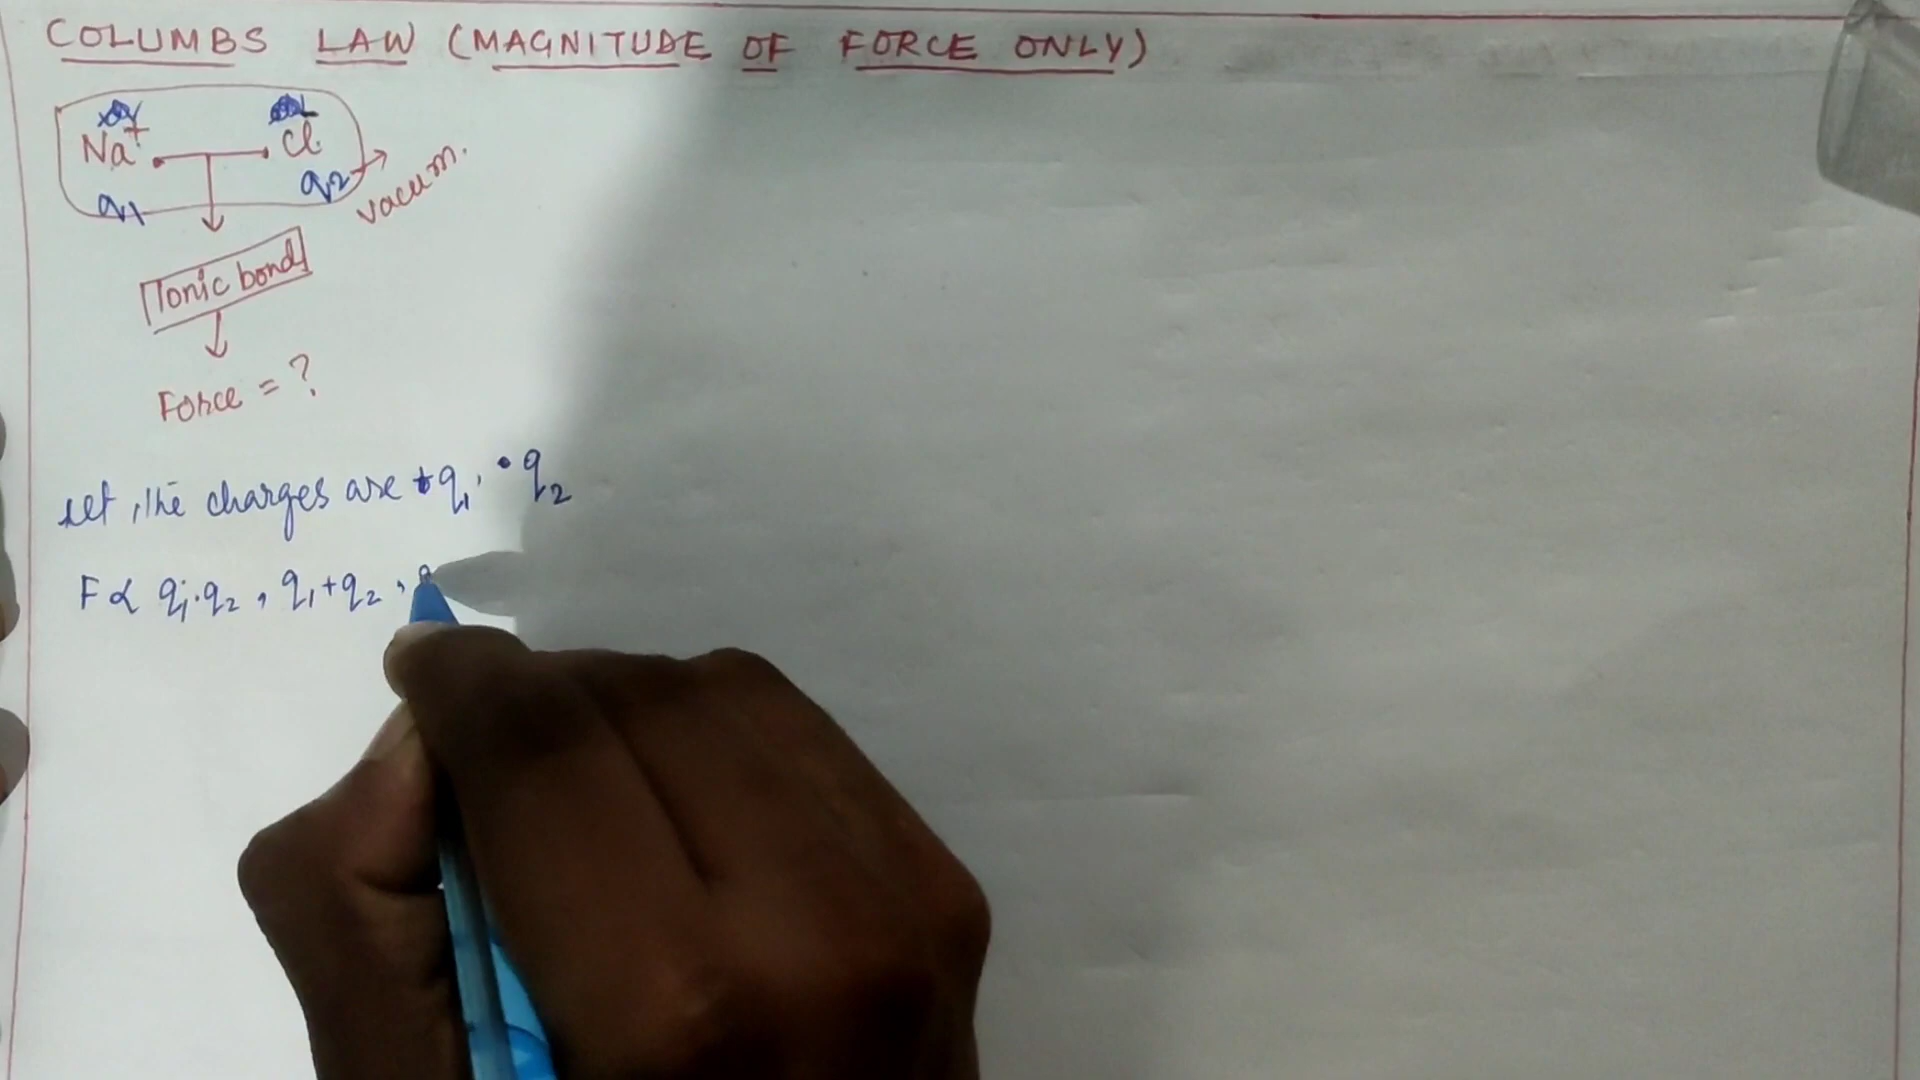 COLUMBS LAW (MAGNITUDE OF FORCE ONLY)
Na+ Cl
q1 q2 vacum.
Ionic bond
Force = ?
let, the charges are q1, q2
F ∝ q1.q2, q1+q2,